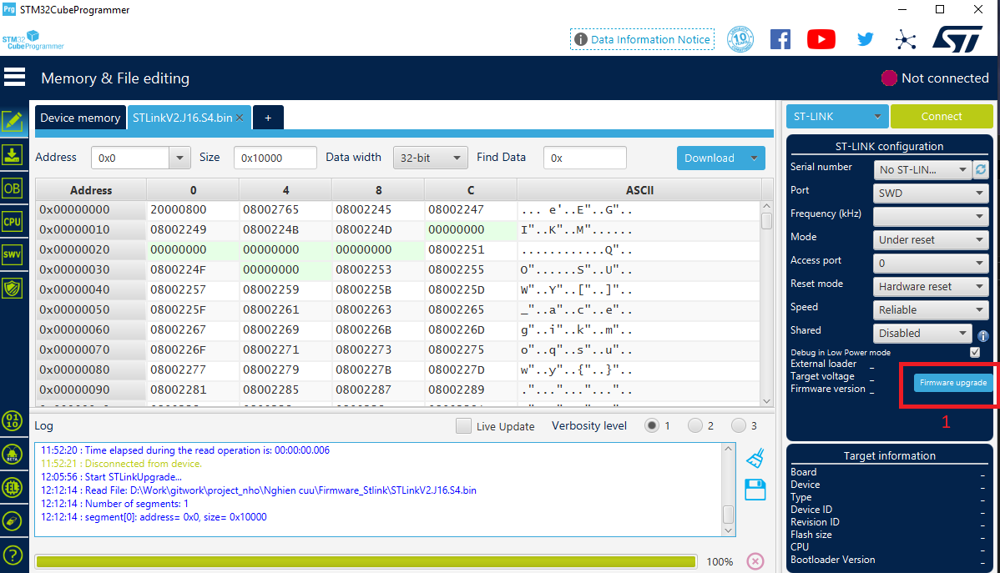 Prg STM32CubeProgrammer
STM32
CubeProgrammer
Data Information Notice
10
YEARS
Memory & File editing
Not connected
Device memory STLinkV2.J16.S4.bin +
ST-LINK Connect
Address 0x0 Size 0x10000 Data width 32-bit Find Data 0x Download
Address 0 4 8 C ASCII
0x00000000 20000800 08002765 08002245 08002247 ... e'..E"..G"..
0x00000010 08002249 0800224B 0800224D 00000000 I"..K"..M"......
0x00000020 00000000 00000000 00000000 08002251 ............Q"..
0x00000030 0800224F 00000000 08002253 08002255 O"......S"..U"..
0x00000040 08002257 08002259 0800225B 0800225D W"..Y"..["..]"..
0x00000050 0800225F 08002261 08002263 08002265 _"..a"..c"..e"..
0x00000060 08002267 08002269 0800226B 0800226D g"..i"..k"..m"..
0x00000070 0800226F 08002271 08002273 08002275 o"..q"..s"..u"..
0x00000080 08002277 08002279 0800227B 0800227D w"..y"..{"..}"..
0x00000090 08002281 08002285 08002287 08002289 ."..."..."..."..
OB
CPU
SWV
01
10
BETA
?
Log Live Update Verbosity level 1 2 3
11:52:20 : Time elapsed during the read operation is: 00:00:00.006
11:52:21 : Disconnected from device.
12:05:56 : Start STLinkUpgrade...
12:12:14 : Read File: D:\Work\gitwork\project_nho\Nghien cuu\Firmware_Stlink\STLinkV2.J16.S4.bin
12:12:14 : Number of segments: 1
12:12:14 : segment[0]: address= 0x0, size= 0x10000
100%
ST-LINK configuration
Serial number No ST-LIN...
Port SWD
Frequency (kHz)
Mode Under reset
Access port 0
Reset mode Hardware reset
Speed Reliable
Shared Disabled
Debug in Low Power mode
External loader _
Target voltage _
Firmware version _
Firmware upgrade
1
Target information
Board _
Device _
Type _
Device ID _
Revision ID _
Flash size _
CPU _
Bootloader Version _